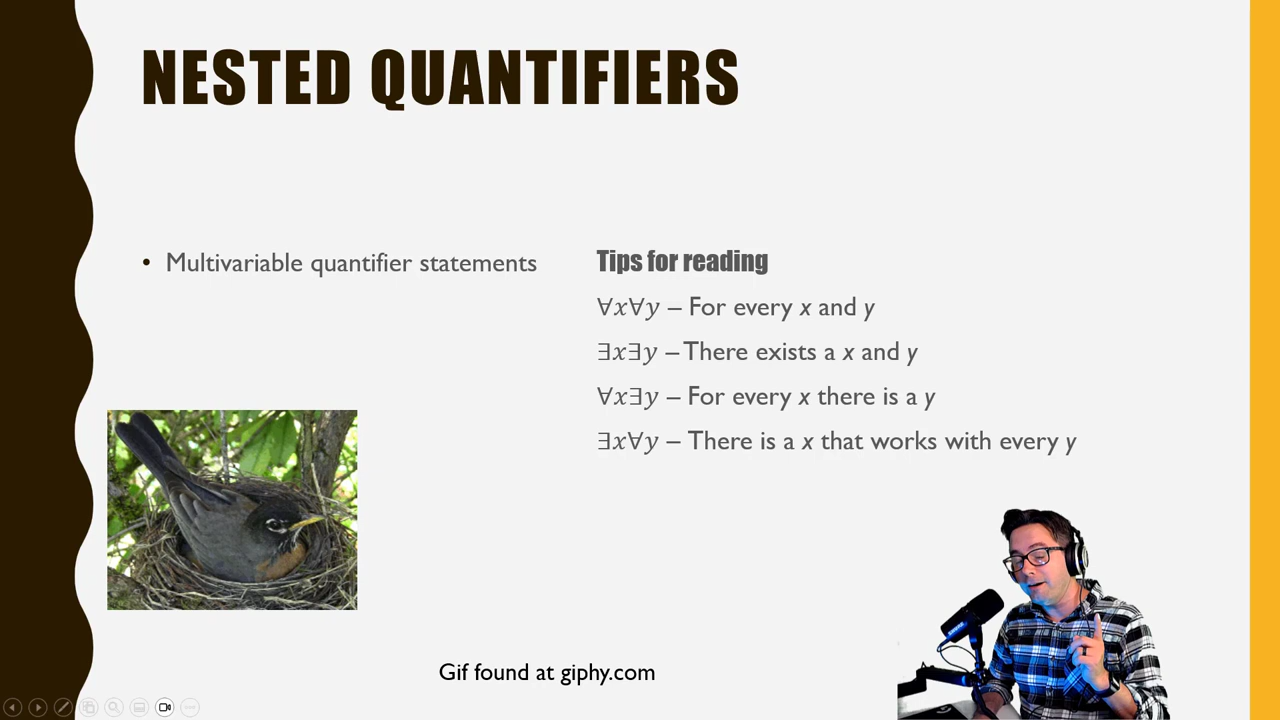 NESTED QUANTIFIERS
• Multivariable quantifier statements
Tips for reading
∀x∀y – For every x and y
∃x∃y – There exists a x and y
∀x∃y – For every x there is a y
∃x∀y – There is a x that works with every y
Gif found at giphy.com